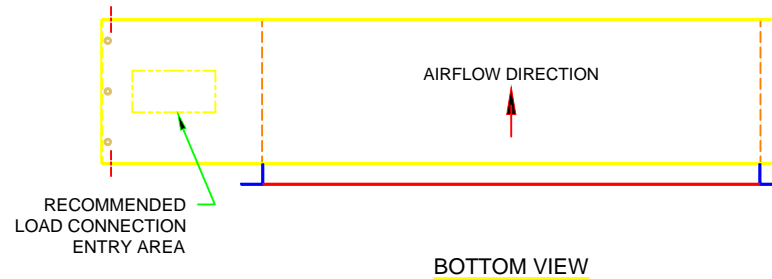 AIRFLOW DIRECTION
RECOMMENDED
LOAD CONNECTION
ENTRY AREA
BOTTOM VIEW